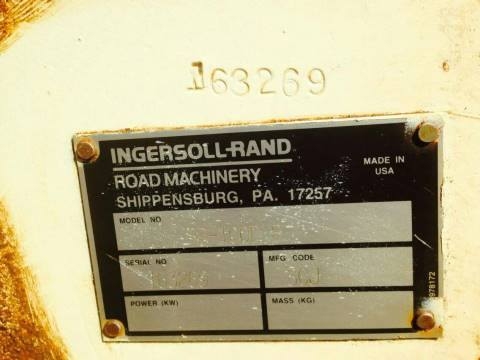 163269
INGERSOLL-RAND
ROAD MACHINERY
SHIPPENSBURG, PA. 17257
MADE IN
USA
MODEL NO
SERIAL NO
MFG CODE
POWER (KW)
MASS (KG)